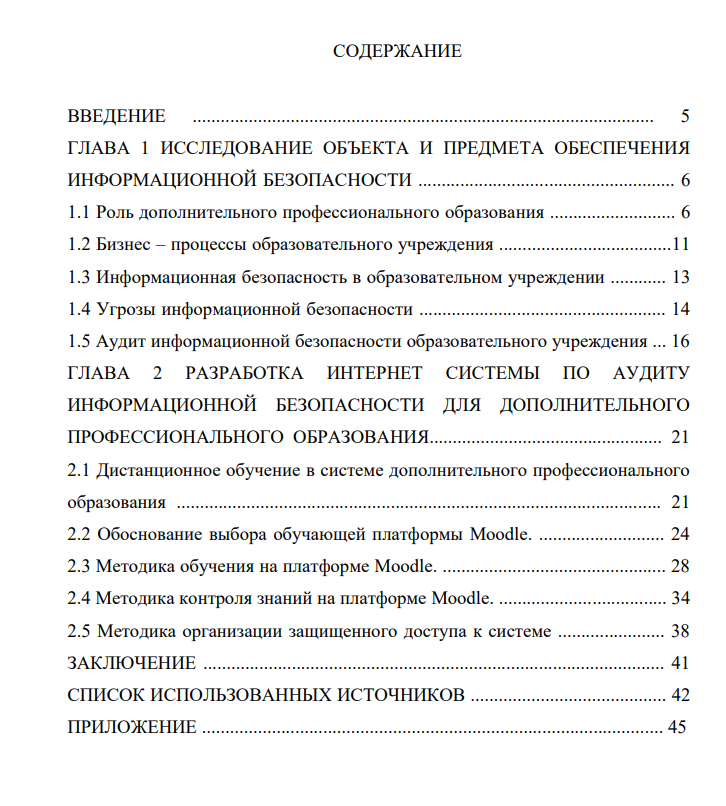 СОДЕРЖАНИЕ
ВВЕДЕНИЕ ................................................................................................... 5
ГЛАВА 1 ИССЛЕДОВАНИЕ ОБЪЕКТА И ПРЕДМЕТА ОБЕСПЕЧЕНИЯ
ИНФОРМАЦИОННОЙ БЕЗОПАСНОСТИ ....................................................... 6
1.1 Роль дополнительного профессионального образования ........................... 6
1.2 Бизнес – процессы образовательного учреждения .....................................11
1.3 Информационная безопасность в образовательном учреждении ............ 13
1.4 Угрозы информационной безопасности ..................................................... 14
1.5 Аудит информационной безопасности образовательного учреждения ... 16
ГЛАВА 2 РАЗРАБОТКА ИНТЕРНЕТ СИСТЕМЫ ПО АУДИТУ
ИНФОРМАЦИОННОЙ БЕЗОПАСНОСТИ ДЛЯ ДОПОЛНИТЕЛЬНОГО
ПРОФЕССИОНАЛЬНОГО ОБРАЗОВАНИЯ.................................................. 21
2.1 Дистанционное обучение в системе дополнительного профессионального
образования ........................................................................................................ 21
2.2 Обоснование выбора обучающей платформы Moodle. ........................... 24
2.3 Методика обучения на платформе Moodle. ................................................ 28
2.4 Методика контроля знаний на платформе Moodle. .................................... 34
2.5 Методика организации защищенного доступа к системе ....................... 38
ЗАКЛЮЧЕНИЕ ................................................................................................... 41
СПИСОК ИСПОЛЬЗОВАННЫХ ИСТОЧНИКОВ .......................................... 42
ПРИЛОЖЕНИЕ ................................................................................................... 45